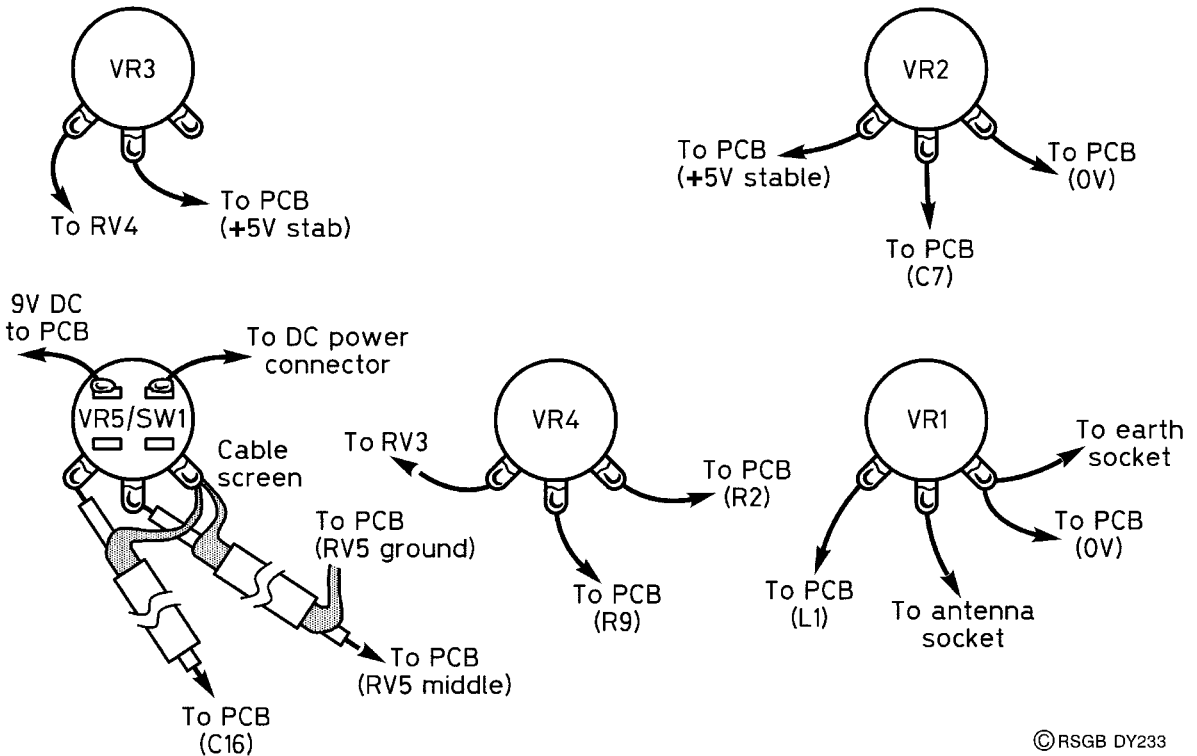 VR3
To RV4
To PCB
(+5V stab)
VR2
To PCB
(+5V stable)
To PCB
(C7)
To PCB
(0V)
9V DC
to PCB
To DC power
connector
VR5/SW1
Cable
screen
To PCB
(RV5 ground)
To PCB
(RV5 middle)
To PCB
(C16)
VR4
To RV3
To PCB
(R2)
To PCB
(R9)
VR1
To earth
socket
To PCB
(0V)
To PCB
(L1)
To antenna
socket
©RSGB DY233